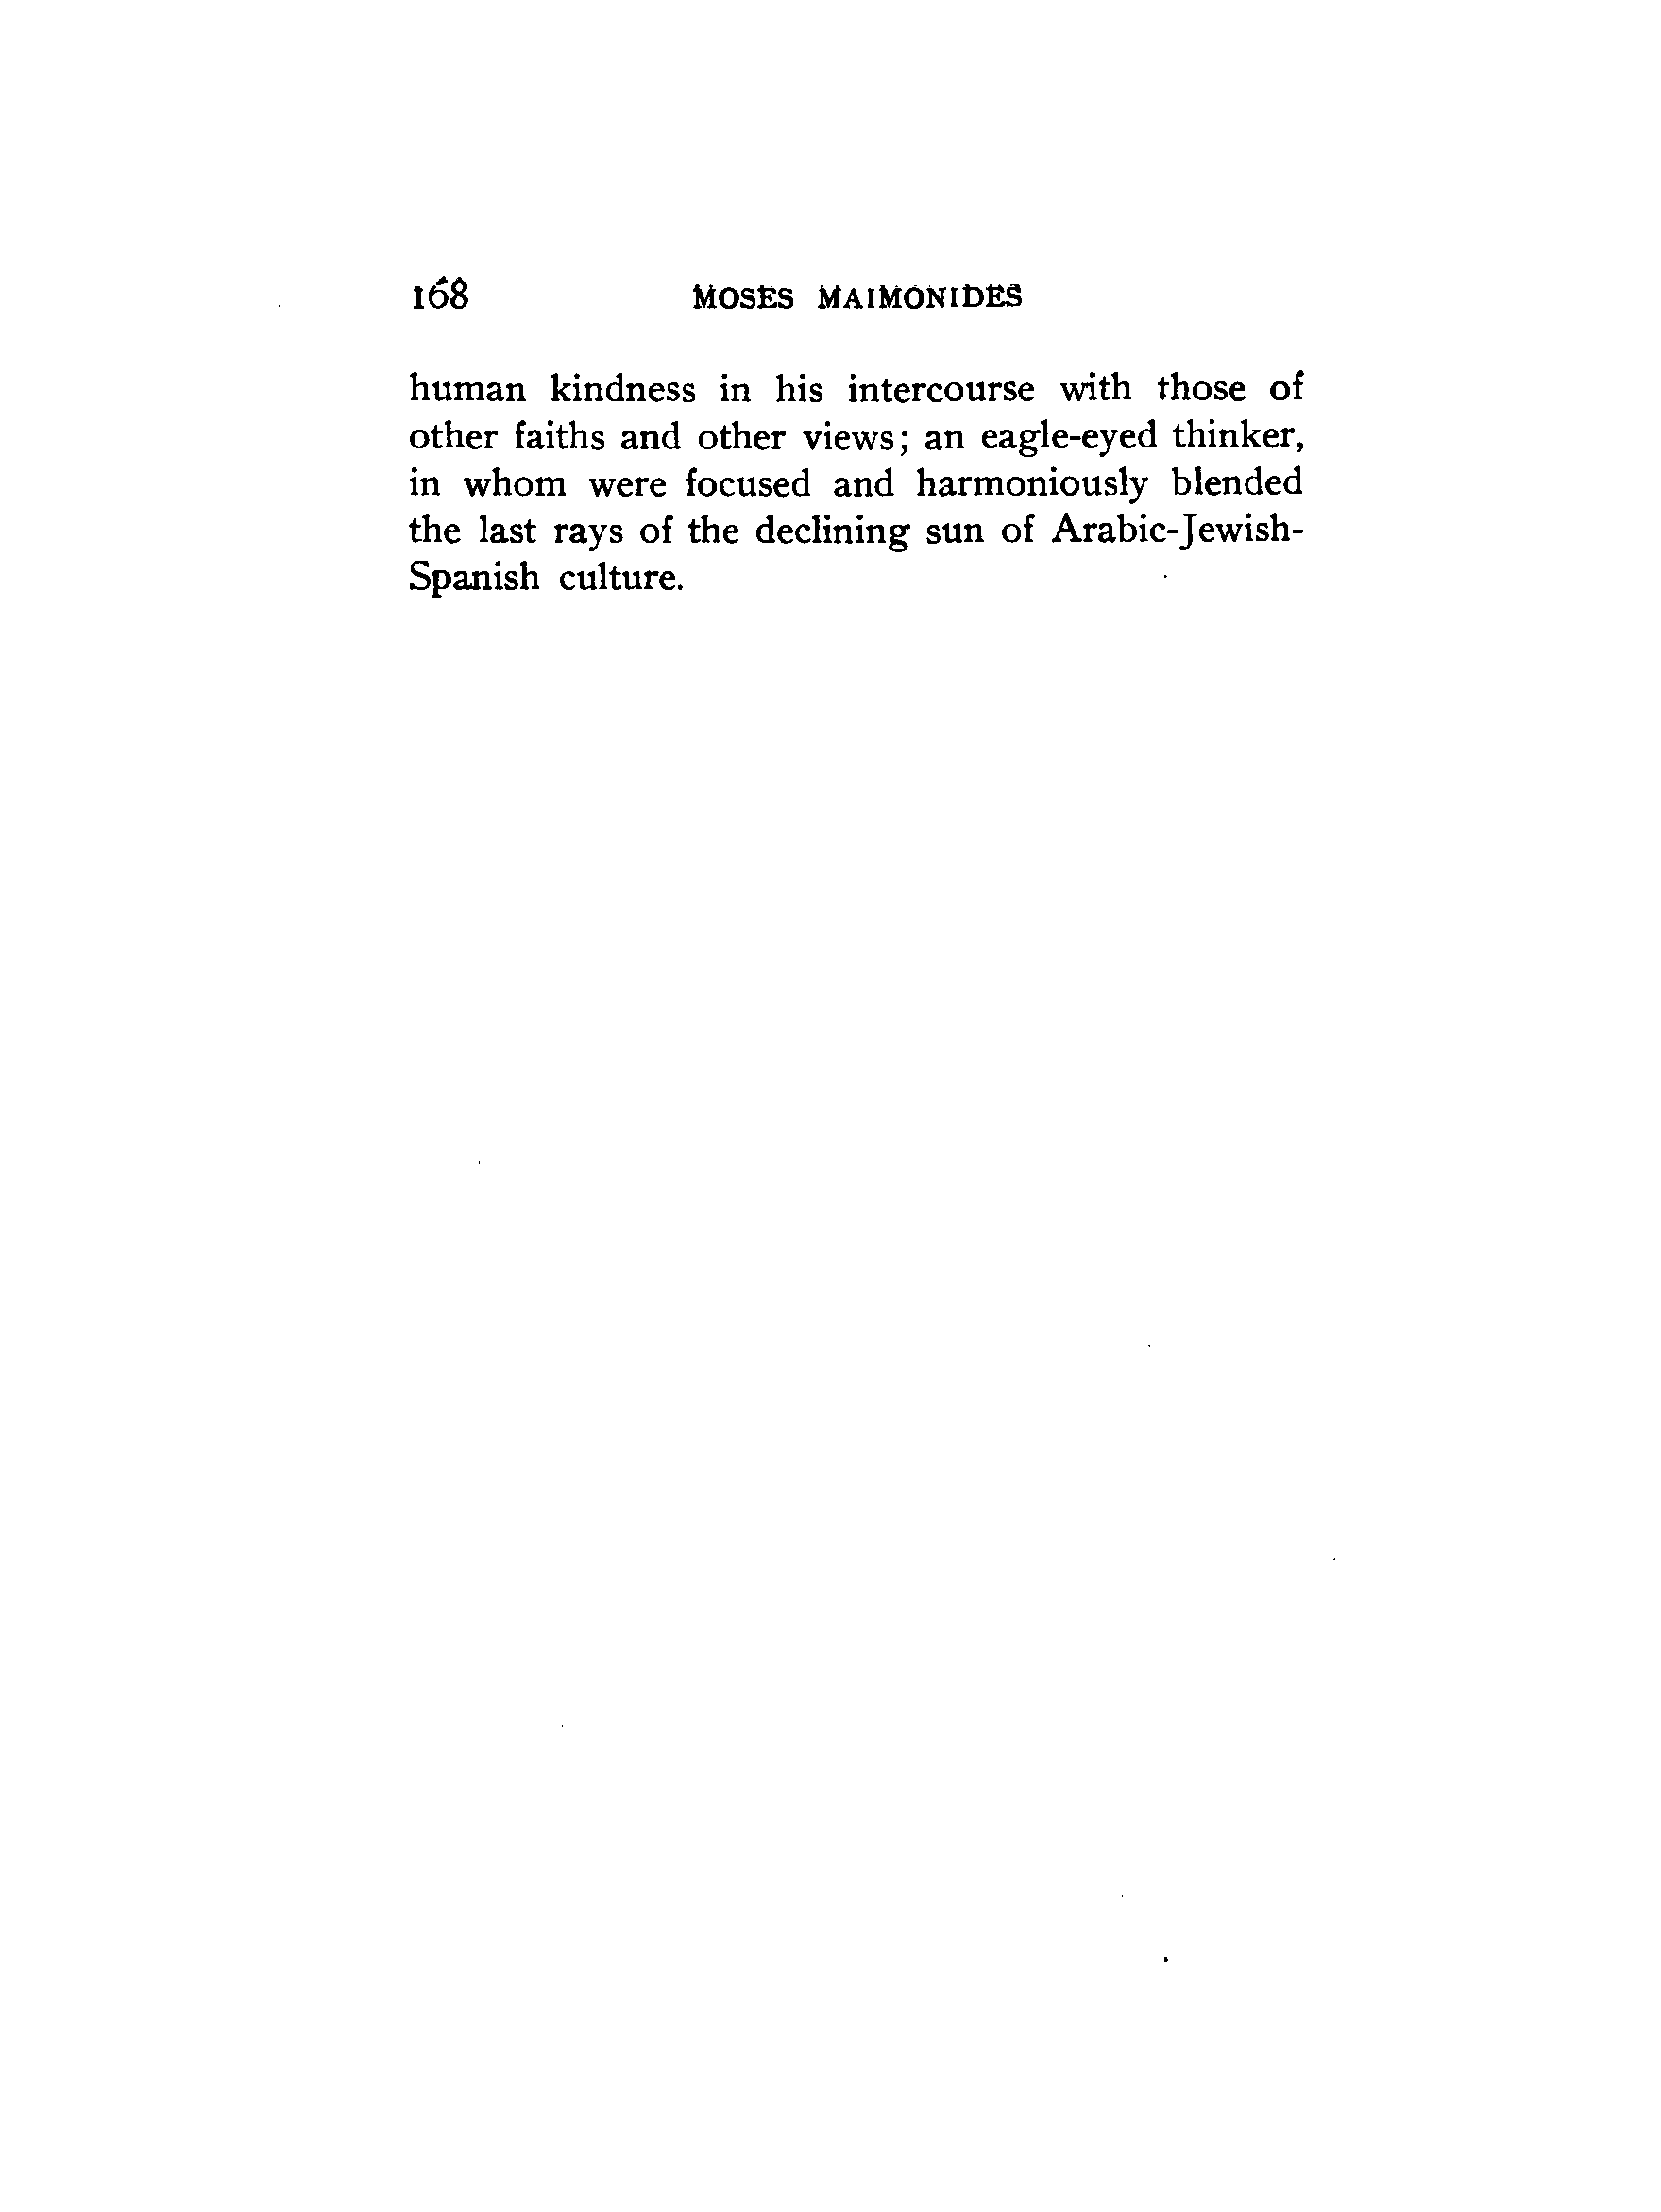 168 MOSES MAIMONIDES
human kindness in his intercourse with those of
other faiths and other views; an eagle-eyed thinker,
in whom were focused and harmoniously blended
the last rays of the declining sun of Arabic-Jewish-
Spanish culture.